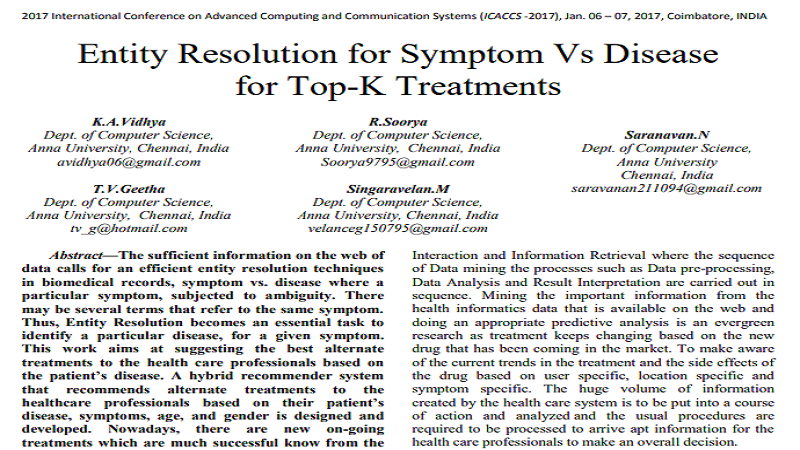 2017 International Conference on Advanced Computing and Communication Systems (ICACCS -2017), Jan. 06 – 07, 2017, Coimbatore, INDIA
Entity Resolution for Symptom Vs Disease
for Top-K Treatments
K.A.Vidhya
Dept. of Computer Science,
Anna University, Chennai, India
avidhya06@gmail.com
R.Soorya
Dept. of Computer Science,
Anna University, Chennai, India
Soorya9795@gmail.com
Saranavan.N
Dept. of Computer Science,
Anna University
Chennai, India
saravanan211094@gmail.com
T.V.Geetha
Dept. of Computer Science,
Anna University, Chennai, India
tv_g@hotmail.com
Singaravelan.M
Dept. of Computer Science,
Anna University, Chennai, India
velanceg150795@gmail.com
Abstract—The sufficient information on the web of
data calls for an efficient entity resolution techniques
in biomedical records, symptom vs. disease where a
particular symptom, subjected to ambiguity. There
may be several terms that refer to the same symptom.
Thus, Entity Resolution becomes an essential task to
identify a particular disease, for a given symptom.
This work aims at suggesting the best alternate
treatments to the health care professionals based on
the patient's disease. A hybrid recommender system
that recommends alternate treatments to the
healthcare professionals based on their patient's
disease, symptoms, age, and gender is designed and
developed. Nowadays, there are new on-going
treatments which are much successful know from the
Interaction and Information Retrieval where the sequence
of Data mining the processes such as Data pre-processing,
Data Analysis and Result Interpretation are carried out in
sequence. Mining the important information from the
health informatics data that is available on the web and
doing an appropriate predictive analysis is an evergreen
research as treatment keeps changing based on the new
drug that has been coming in the market. To make aware
of the current trends in the treatment and the side effects of
the drug based on user specific, location specific and
symptom specific. The huge volume of information
created by the health care system is to be put into a course
of action and analyzed and the usual procedures are
required to be processed to arrive apt information for the
health care professionals to make an overall decision.